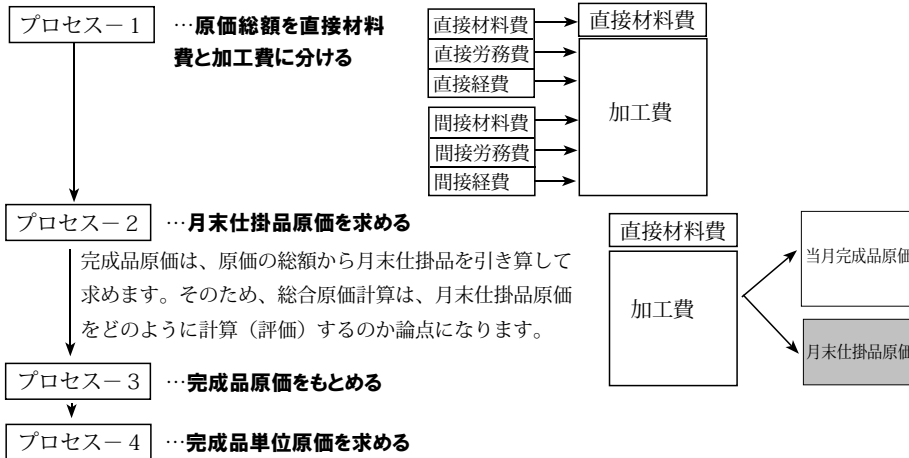 プロセス－1
…原価総額を直接材料
費と加工費に分ける
直接材料費
直接労務費
直接経費
間接材料費
間接労務費
間接経費
直接材料費
加工費
プロセス－2
…月末仕掛品原価を求める
完成品原価は、原価の総額から月末仕掛品を引き算して
求めます。そのため、総合原価計算は、月末仕掛品原価
をどのように計算（評価）するのか論点になります。
直接材料費
加工費
当月完成品原価
月末仕掛品原価
プロセス－3
…完成品原価をもとめる
プロセス－4
…完成品単位原価を求める